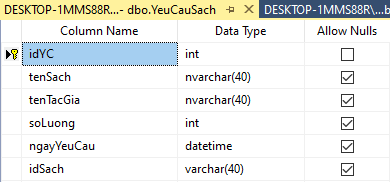 DESKTOP-1MMS88R...- dbo.YeuCauSach
DESKTOP-1MMS88R\...b
Column Name Data Type Allow Nulls
idYC int
tenSach nvarchar(40)
tenTacGia nvarchar(40)
soLuong int
ngayYeuCau datetime
idSach varchar(40)